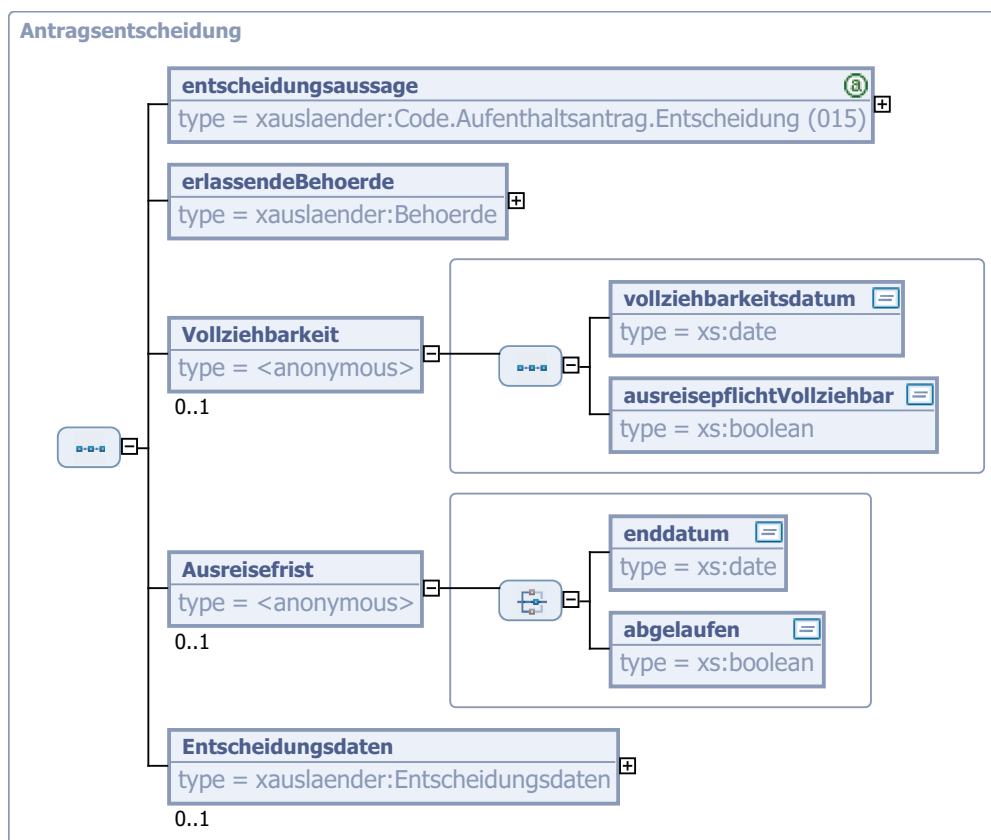 Antragsentscheidung
entscheidungsaussage
type = xauslaender:Code.Aufenthaltsantrag.Entscheidung (015)
erlassendeBehoerde
type = xauslaender:Behoerde
Vollziehbarkeit
type = <anonymous>
0..1
vollziehbarkeitsdatum
type = xs:date
ausreisepflichtVollziehbar
type = xs:boolean
Ausreisefrist
type = <anonymous>
0..1
enddatum
type = xs:date
abgelaufen
type = xs:boolean
Entscheidungsdaten
type = xauslaender:Entscheidungsdaten
0..1